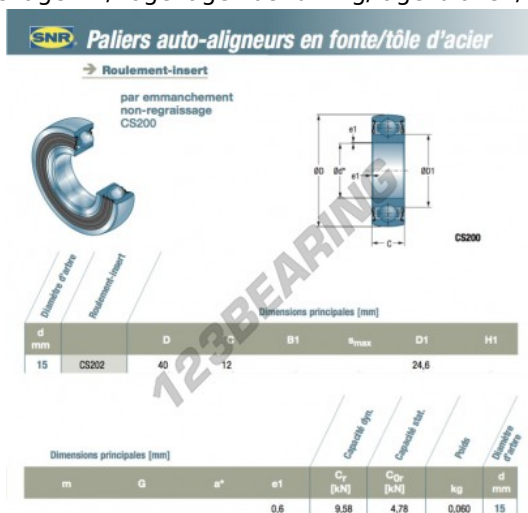 SNR Paliers auto-aligneurs en fonte/tôle d'acier
Roulement-insert
par emmanchement
non-regraissage
CS200
e1
ØD Ød* ØD1
e1
C
CS200
123BEARING
Diamètre d'arbre
Roulement-insert
Dimensions principales [mm]
d
mm D C B1 smax D1 H1
15 CS202 40 12 24,6
Capacité dyn.
Capacité stat.
Poids
Diamètre d'arbre
Dimensions principales [mm]
m G a* e1 Cr [kN] C0r [kN] kg d mm
0,6 9,58 4,78 0,060 15